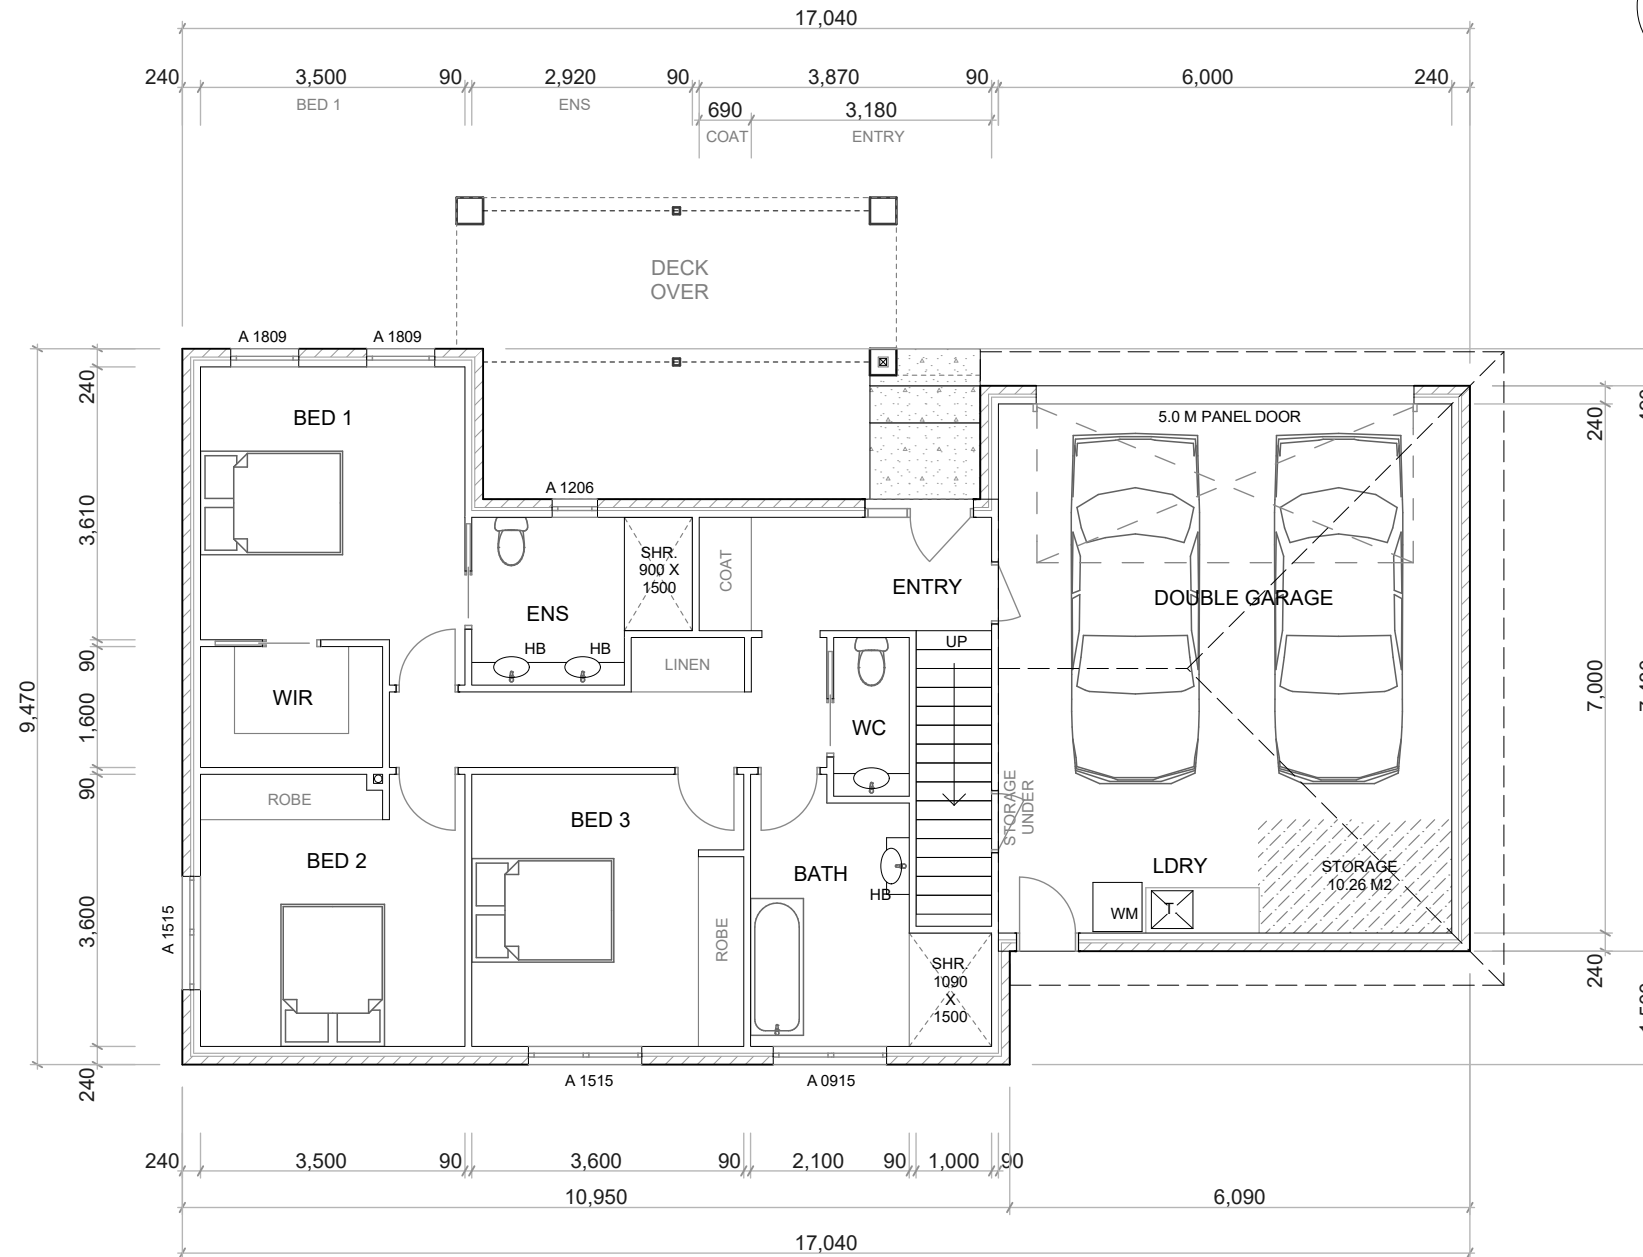 17,040
240 3,500 90 2,920 90 3,870 90 6,000 240
BED 1 ENS
690 3,180
COAT ENTRY
DECK
OVER
A 1809 A 1809
BED 1
5.0 M PANEL DOOR
A 1206
SHR.
900 X
1500
COAT
ENTRY
DOUBLE GARAGE
ENS
HB HB
LINEN
UP
WIR
WC
ROBE
BED 3
STORAGE
UNDER
BED 2
BATH
HB
LDRY
STORAGE
10.26 M2
WM T
ROBE
SHR.
1090
X
1500
A 1515
A 1515 A 0915
9,470
240
3,610
90
1,600
90
3,600
240
240
7,000
240
240 3,500 90 3,600 90 2,100 90 1,000 90
10,950 6,090
17,040